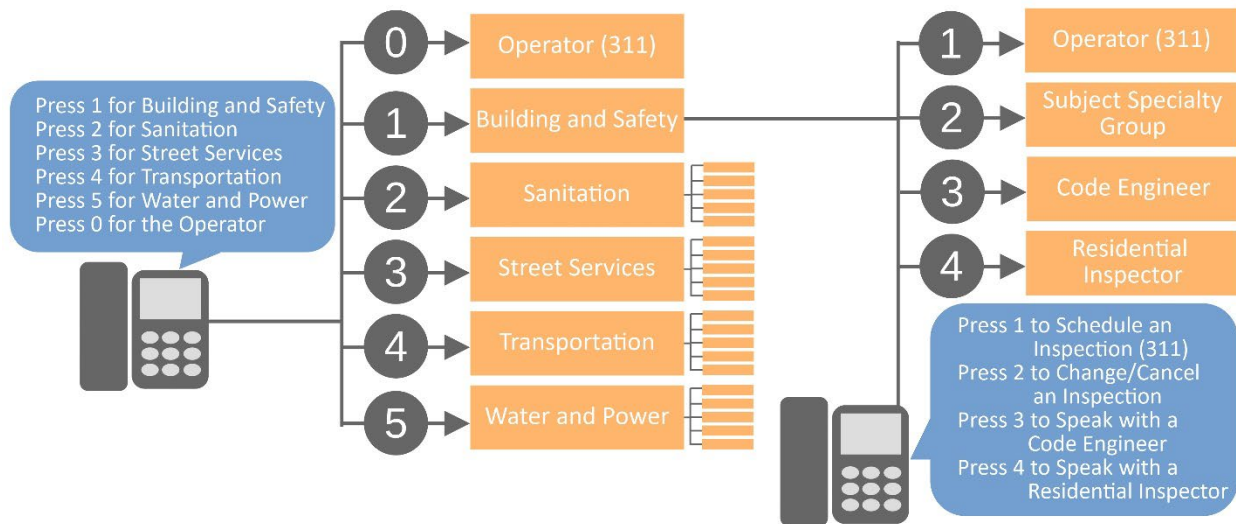 Press 1 for Building and Safety
Press 2 for Sanitation
Press 3 for Street Services
Press 4 for Transportation
Press 5 for Water and Power
Press 0 for the Operator
0
Operator (311)
1
Building and Safety
2
Sanitation
3
Street Services
4
Transportation
5
Water and Power
1
Operator (311)
2
Subject Specialty
Group
3
Code Engineer
4
Residential
Inspector
Press 1 to Schedule an
Inspection (311)
Press 2 to Change/Cancel
an Inspection
Press 3 to Speak with a
Code Engineer
Press 4 to Speak with a
Residential Inspector